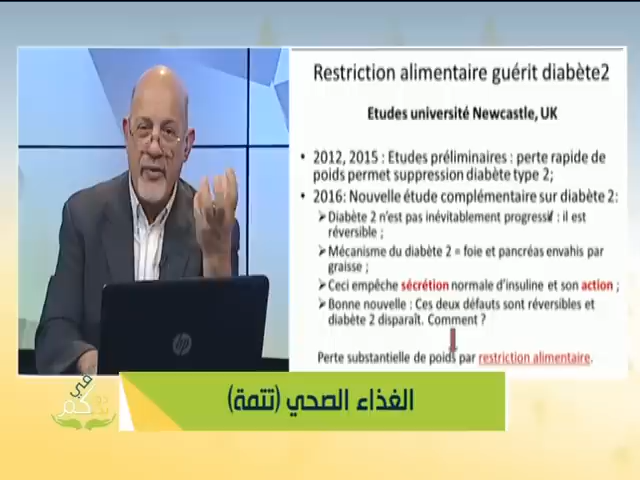 Restriction alimentaire guérit diabète2
Etudes université Newcastle, UK
• 2012, 2015 : Etudes préliminaires : perte rapide de
poids permet suppression diabète type 2;
• 2016: Nouvelle étude complémentaire sur diabète 2:
➢Diabète 2 n'est pas inévitablement progressif : il est
réversible ;
➢Mécanisme du diabète 2 = foie et pancréas envahis par
graisse ;
➢Ceci empêche sécrétion normale d'insuline et son action ;
➢Bonne nouvelle : Ces deux défauts sont réversibles et
diabète 2 disparaît. Comment ?
Perte substantielle de poids par restriction alimentaire.
hp
في
كم
الغذاء الصحي (تتمة)